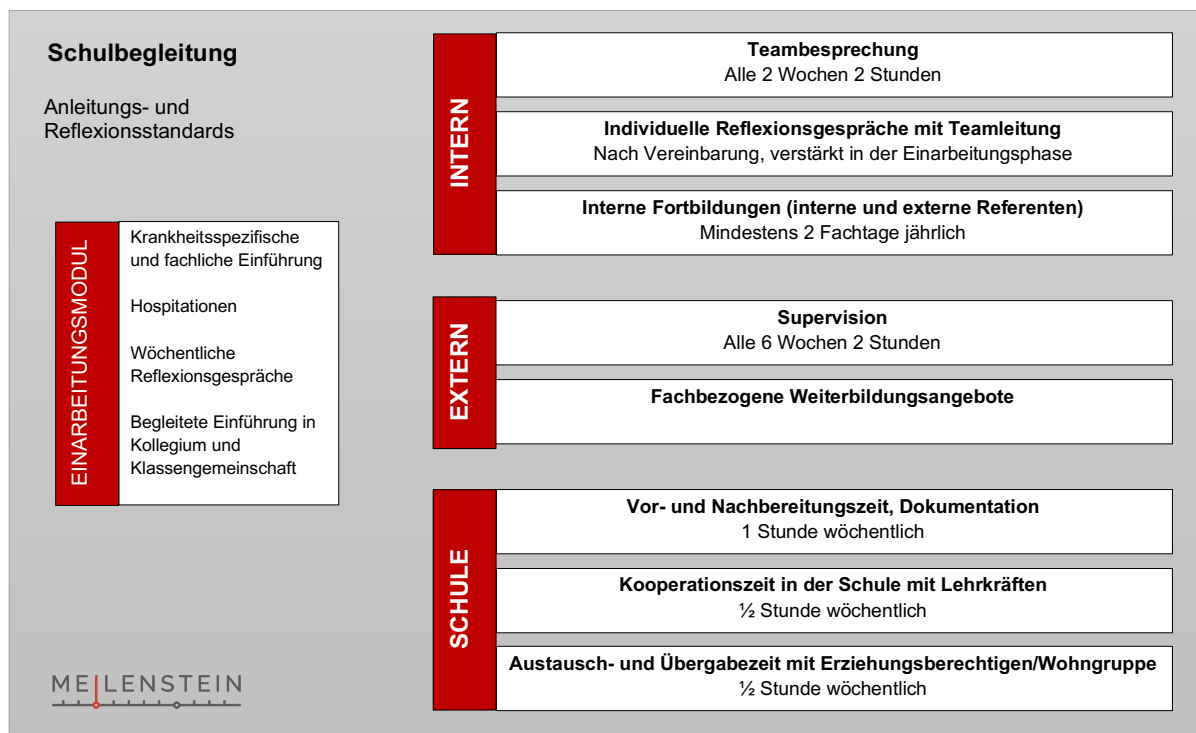 Schulbegleitung
Anleitungs- und
Reflexionsstandards
EINARBEITUNGSMODUL
Krankheitsspezifische
und fachliche Einführung
Hospitationen
Wöchentliche
Reflexionsgespräche
Begleitete Einführung in
Kollegium und
Klassengemeinschaft
INTERN
Teambesprechung
Alle 2 Wochen 2 Stunden
Individuelle Reflexionsgespräche mit Teamleitung
Nach Vereinbarung, verstärkt in der Einarbeitungsphase
Interne Fortbildungen (interne und externe Referenten)
Mindestens 2 Fachtage jährlich
EXTERN
Supervision
Alle 6 Wochen 2 Stunden
Fachbezogene Weiterbildungsangebote
SCHULE
Vor- und Nachbereitungszeit, Dokumentation
1 Stunde wöchentlich
Kooperationszeit in der Schule mit Lehrkräften
½ Stunde wöchentlich
Austausch- und Übergabezeit mit Erziehungsberechtigen/Wohngruppe
½ Stunde wöchentlich
MEILENSTEIN